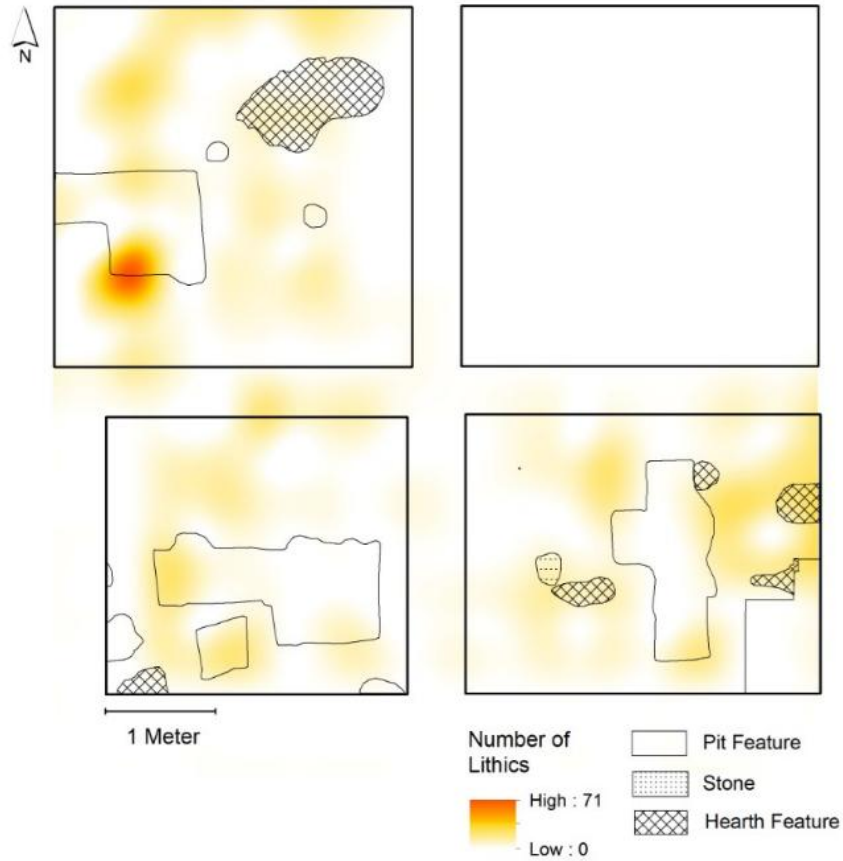 N
1 Meter
Number of
Lithics
High : 71
Low : 0
Pit Feature
Stone
Hearth Feature